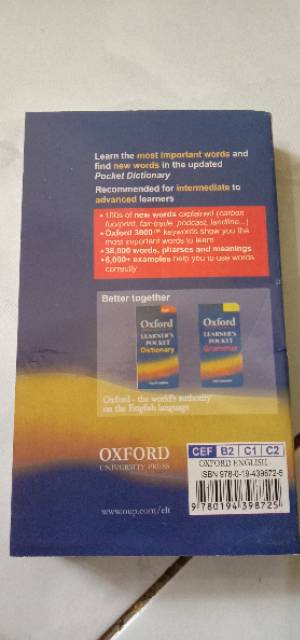 Learn the most important words and
find new words in the updated
Pocket Dictionary
Recommended for intermediate to
advanced learners
• 100s of new words explained (carbon
footprint, fair-trade, podcast, landline...)
• Oxford 3000™ keywords show you the
most important words to learn
• 38,000 words, phrases and meanings
• 8,000+ examples help you to use words
correctly
Better together
Oxford
LEARNER'S
POCKET
Dictionary
Oxford
LEARNER'S
POCKET
Grammar
Oxford - the world's authority
on the English language
OXFORD
UNIVERSITY PRESS
www.oup.com/elt
CEF B2 C1 C2
OXFORD ENGLISH
ISBN 978-0-19-439872-5
9 780194 398725